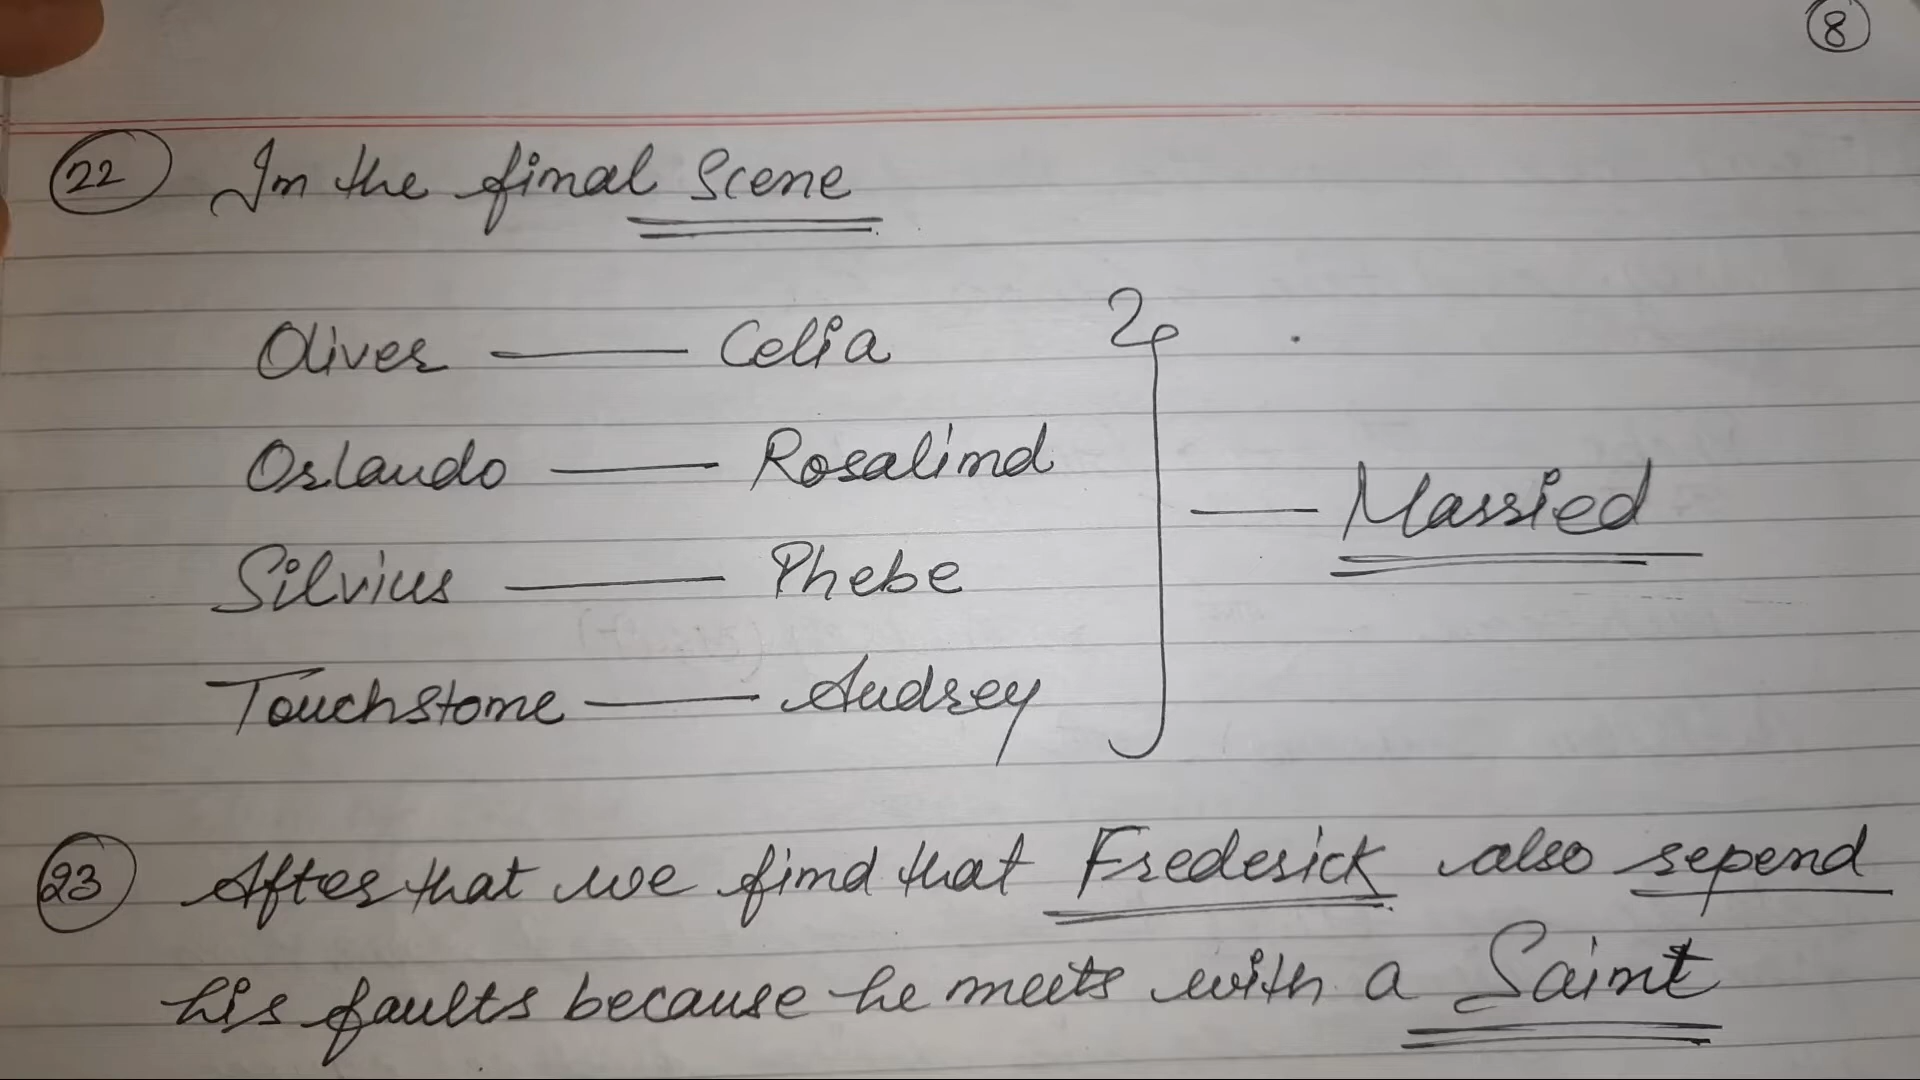 8
22 In the final Scene
Oliver — Celia
Orlando — Rosalind
Silvius — Phebe
Touchstone — Audrey
— Married
23 After that we find that Frederick also repend
his faults because he meets with a Saint